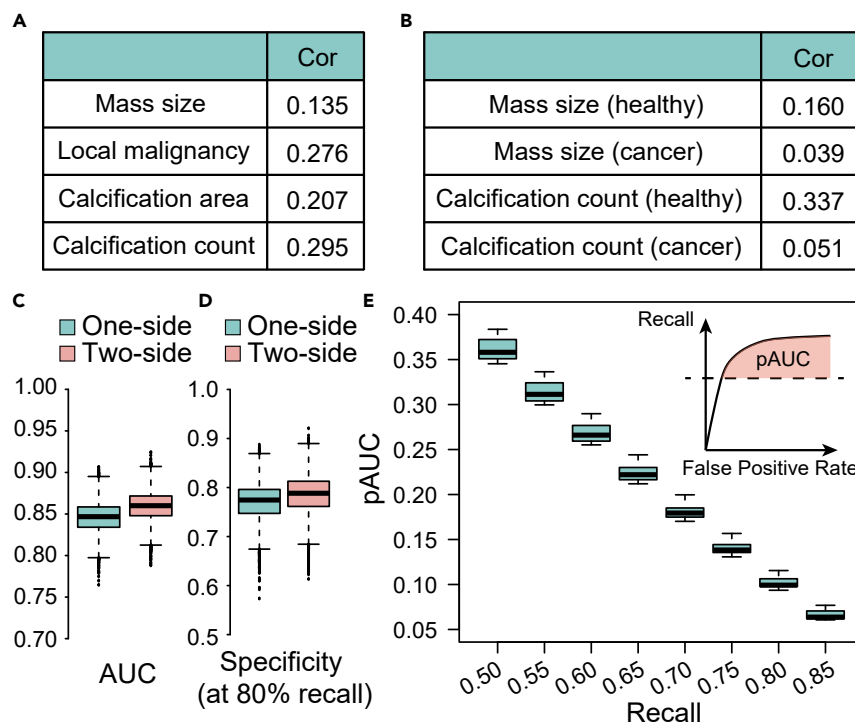 A
Cor
Mass size 0.135
Local malignancy 0.276
Calcification area 0.207
Calcification count 0.295
B
Cor
Mass size (healthy) 0.160
Mass size (cancer) 0.039
Calcification count (healthy) 0.337
Calcification count (cancer) 0.051
C
One-side
Two-side
1.00
0.95
0.90
0.85
0.80
0.75
0.70
AUC
D
One-side
Two-side
1.0
0.9
0.8
0.7
0.6
0.5
Specificity
(at 80% recall)
E
0.40
0.35
0.30
0.25
0.20
0.15
0.10
0.05
pAUC
Recall
pAUC
False Positive Rate
0.50 0.55 0.60 0.65 0.70 0.75 0.80 0.85
Recall